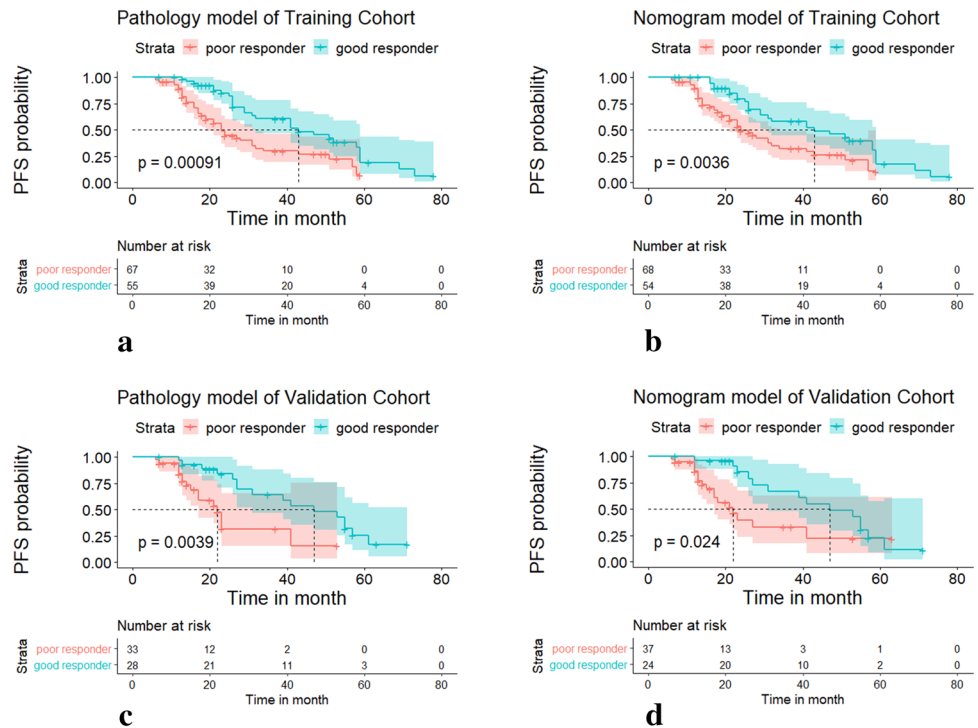 Pathology model of Training Cohort
Strata poor responder good responder
PFS probability
1.00
0.75
0.50
0.25
0.00
p = 0.00091
0 20 40 60 80
Time in month
Number at risk
Strata
poor responder 67 32 10 0 0
good responder 55 39 20 4 0
0 20 40 60 80
Time in month
a
Nomogram model of Training Cohort
Strata poor responder good responder
PFS probability
1.00
0.75
0.50
0.25
0.00
p = 0.0036
0 20 40 60 80
Time in month
Number at risk
Strata
poor responder 68 33 11 0 0
good responder 54 38 19 4 0
0 20 40 60 80
Time in month
b
Pathology model of Validation Cohort
Strata poor responder good responder
PFS probability
1.00
0.75
0.50
0.25
0.00
p = 0.0039
0 20 40 60 80
Time in month
Number at risk
Strata
poor responder 33 12 2 0 0
good responder 28 21 11 3 0
0 20 40 60 80
Time in month
c
Nomogram model of Validation Cohort
Strata poor responder good responder
PFS probability
1.00
0.75
0.50
0.25
0.00
p = 0.024
0 20 40 60 80
Time in month
Number at risk
Strata
poor responder 37 13 3 1 0
good responder 24 20 10 2 0
0 20 40 60 80
Time in month
d